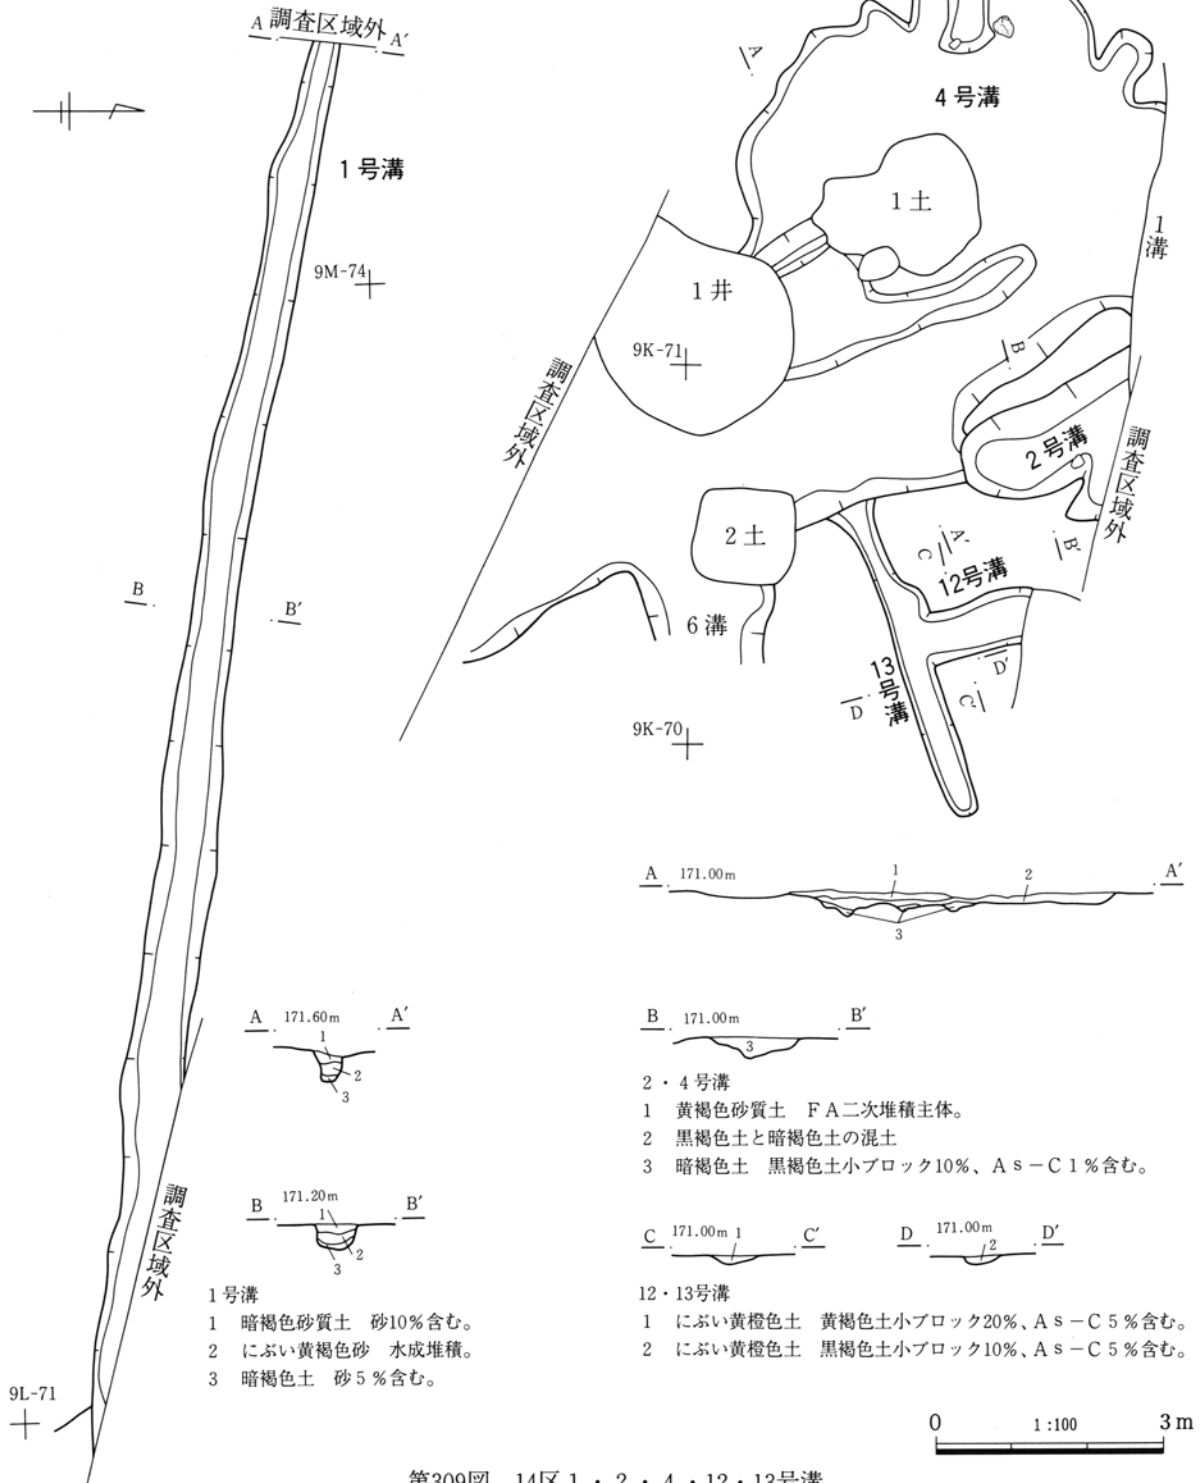 A 調査区域外 A′
1号溝
9M-74
B
B′
調査区域外
9L-71
A
4号溝
1土
1溝
1井
9K-71
調査区域外
B
2号溝
調査区域外
2土
A′
C
B′
12号溝
6溝
13号溝
D′
C′
D
9K-70
A 171.00m 1 2 A′
3
A 171.60m A′
1
2
3
B 171.00m B′
3
2・4号溝
1 黄褐色砂質土 FA二次堆積主体。
2 黒褐色土と暗褐色土の混土
3 暗褐色土 黒褐色土小ブロック10%、As-C1%含む。
B 171.20m B′
1
2
3
1号溝
1 暗褐色砂質土 砂10%含む。
2 にぶい黄褐色砂 水成堆積。
3 暗褐色土 砂5%含む。
C 171.00m 1 C′
D 171.00m D′
2
12・13号溝
1 にぶい黄橙色土 黄褐色土小ブロック20%、As-C5%含む。
2 にぶい黄橙色土 黒褐色土小ブロック10%、As-C5%含む。
0 1:100 3m
第309図 14区1・2・4・12・13号溝